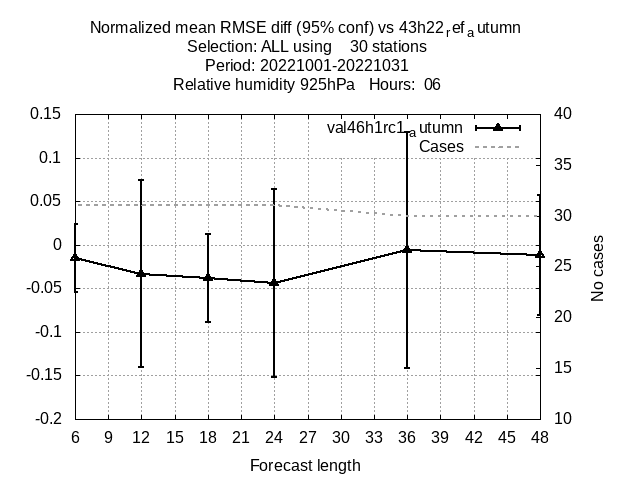 Normalized mean RMSE diff (95% conf) vs 43h22refautumn
Selection: ALL using 30 stations
Period: 20221001-20221031
Relative humidity 925hPa Hours: 06
0.15
0.1
0.05
0
-0.05
-0.1
-0.15
-0.2
val46h1rc1autumn
Cases
40
35
30
25
20
15
10
No cases
6 9 12 15 18 21 24 27 30 33 36 39 42 45 48
Forecast length